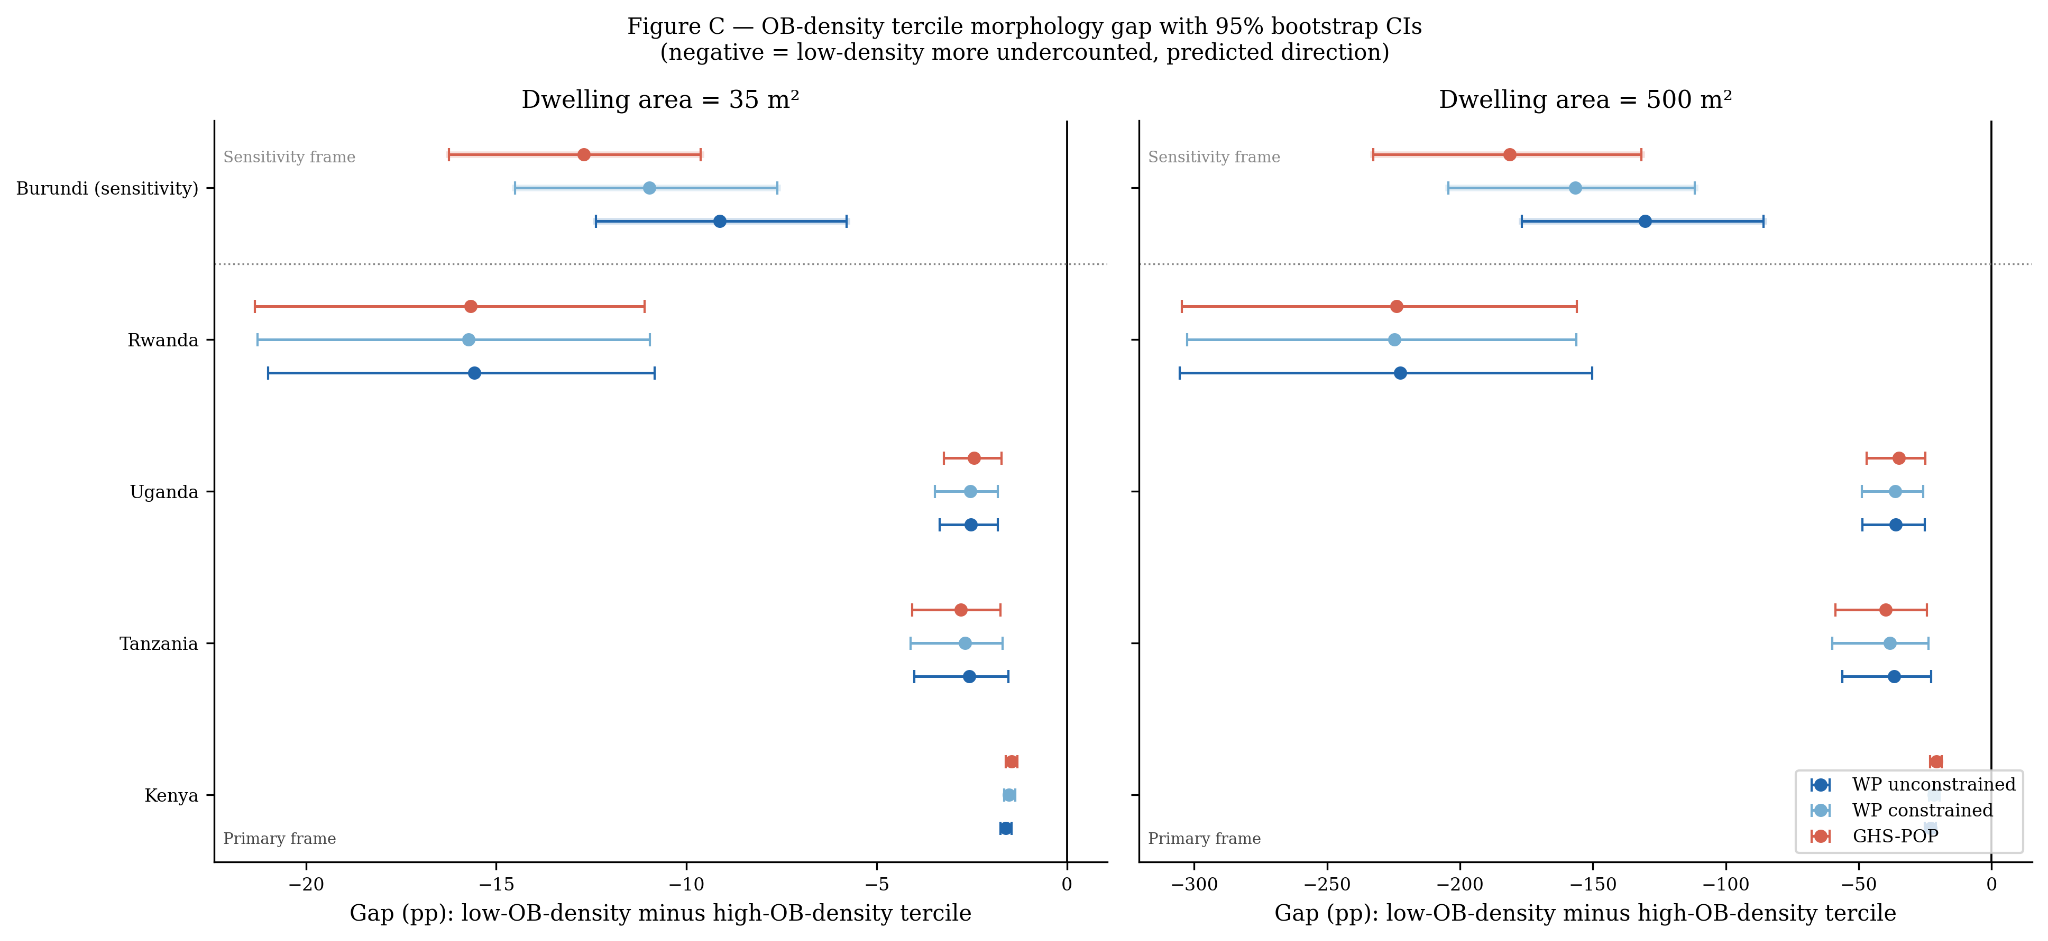 Figure C — OB-density tercile morphology gap with 95% bootstrap CIs
(negative = low-density more undercounted, predicted direction)
Dwelling area = 35 m²
Sensitivity frame
Burundi (sensitivity)
Rwanda
Uganda
Tanzania
Kenya
Primary frame
−20 −15 −10 −5 0
Gap (pp): low-OB-density minus high-OB-density tercile
Dwelling area = 500 m²
Sensitivity frame
Primary frame
WP unconstrained
WP constrained
GHS-POP
−300 −250 −200 −150 −100 −50 0
Gap (pp): low-OB-density minus high-OB-density tercile